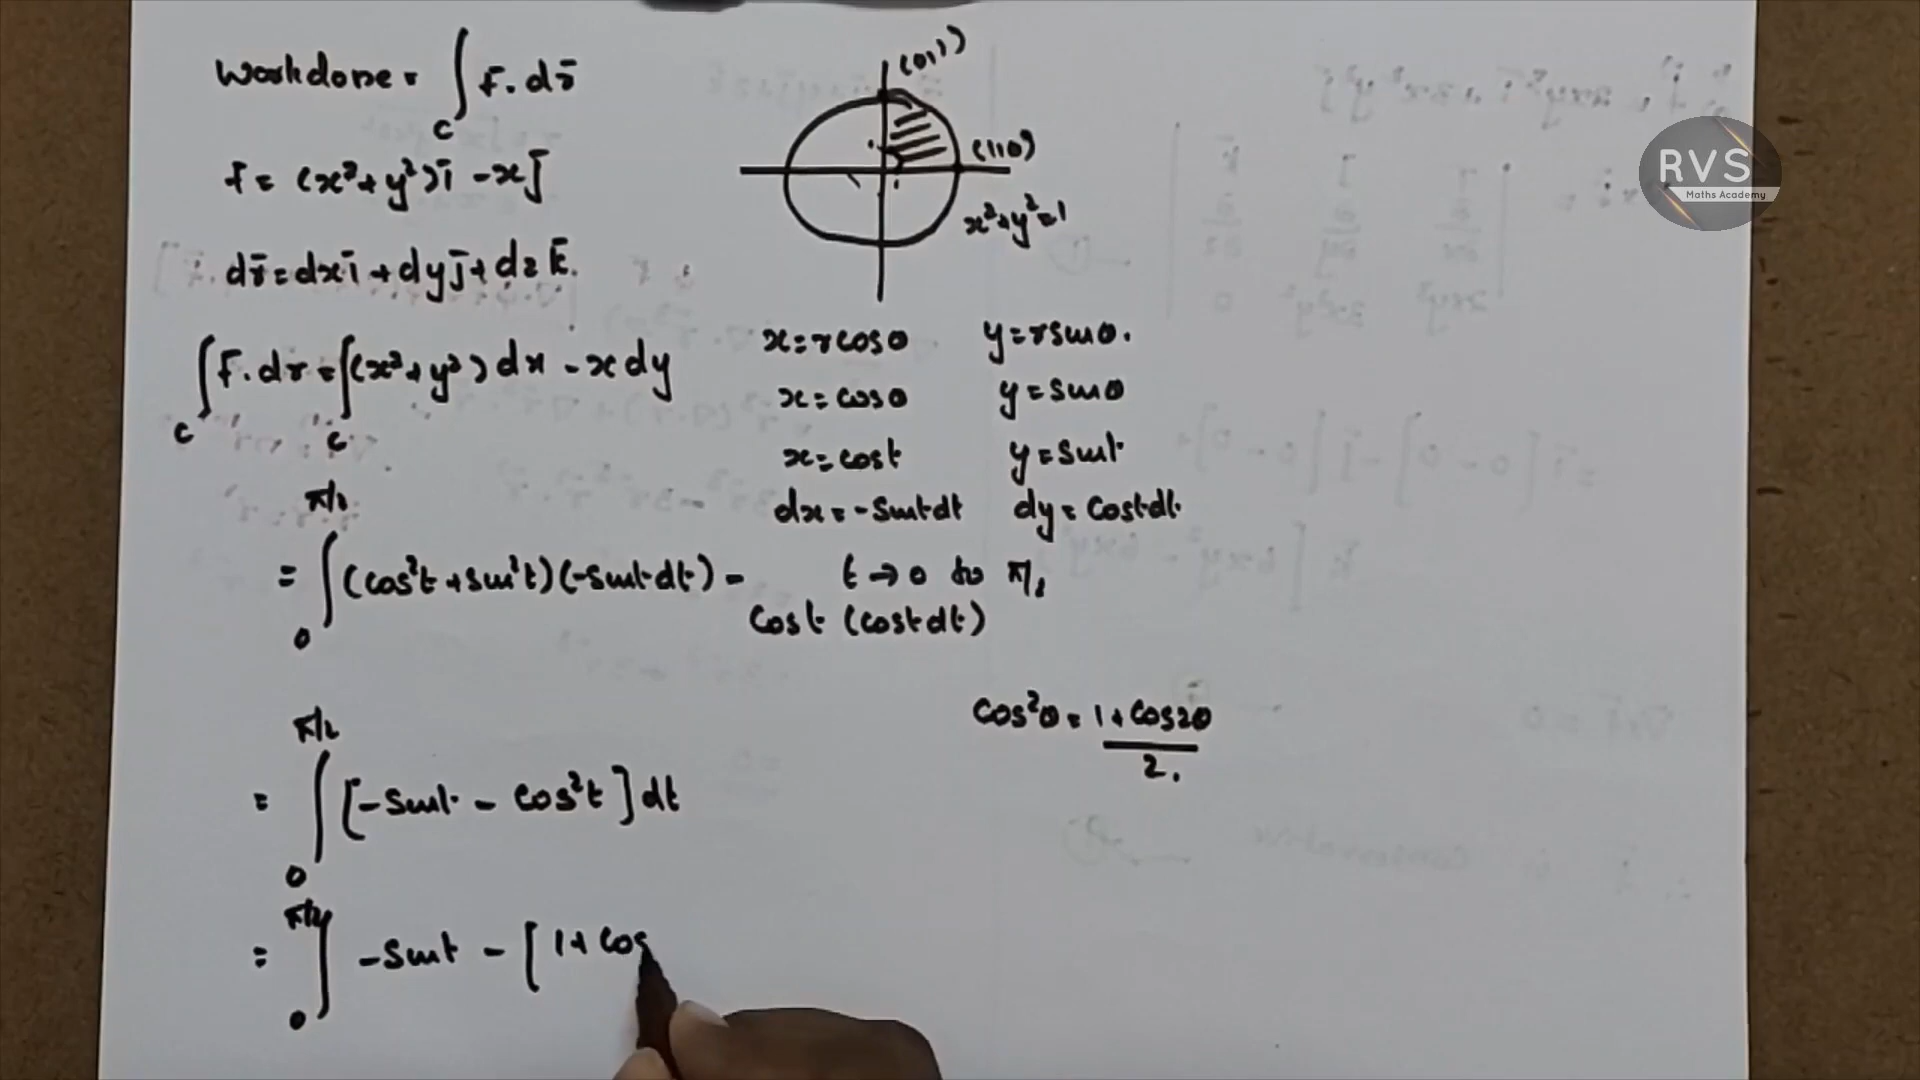 Workdone = ∫ F̄.dr̄
C
(0,1)
(1,0)
x²+y²=1
F = (x²+y²)ī - xj̄
dr̄ = dxī + dyj̄ + dz k̄.
∫ F.dr = ∫ (x²+y²) dx - x dy
C C
x = r cosθ y = r sinθ.
x = cosθ y = sinθ
x = cost y = sint
dx = -sint dt dy = cost dt
t → 0 to π/2
π/2
= ∫ (cos²t + sin²t)(-sint dt) -
0
cost (cost dt)
cos²θ = 1+cos2θ
2.
π/2
= ∫ [-sint - cos²t] dt
0
π/2
= ∫ -sint - [1+cos
0
RVS
Maths Academy